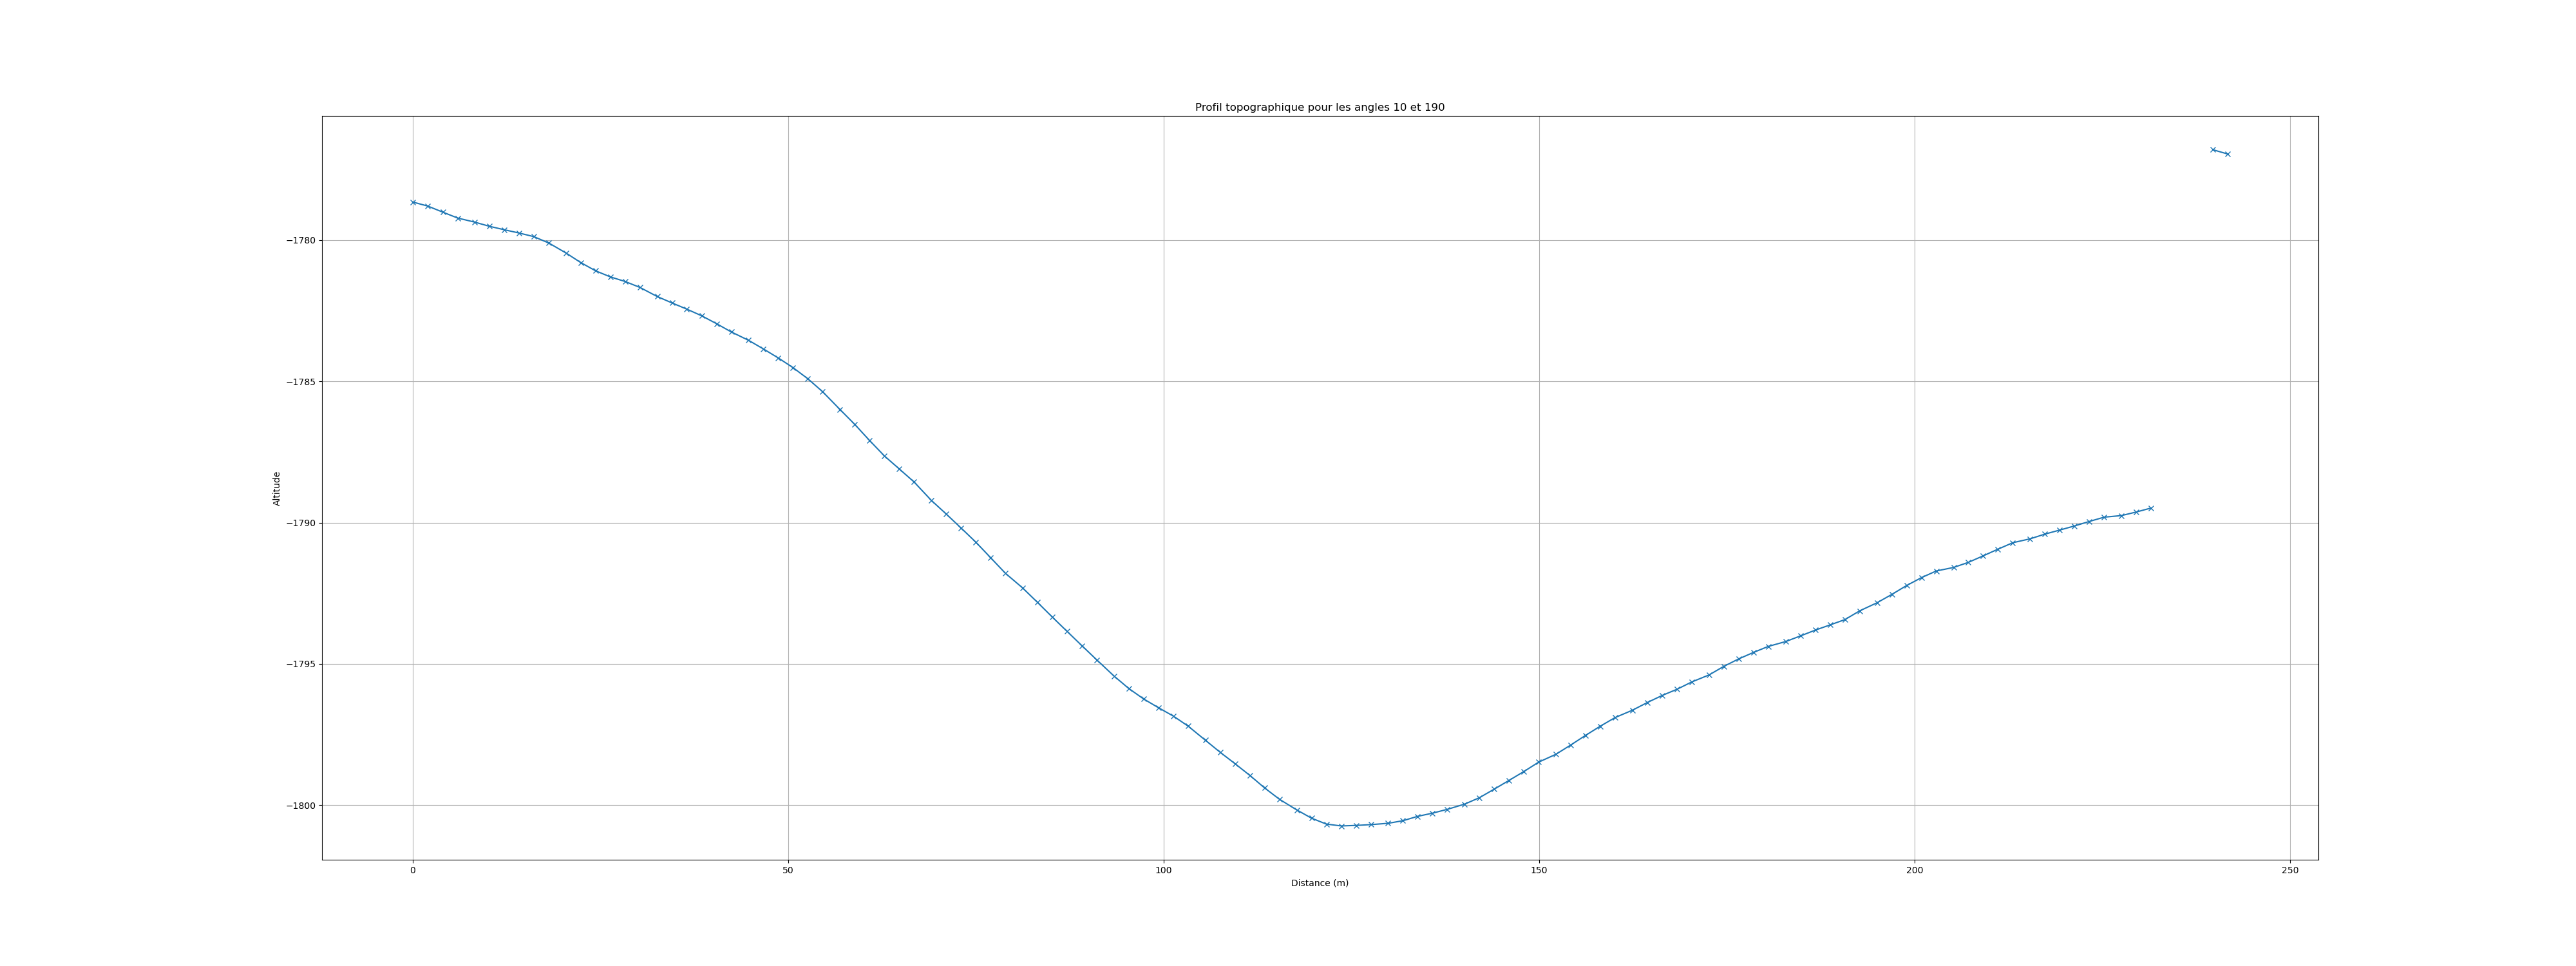 Profil topographique pour les angles 10 et 190
−1780
−1785
−1790
−1795
−1800
Altitude
0 50 100 150 200 250
Distance (m)